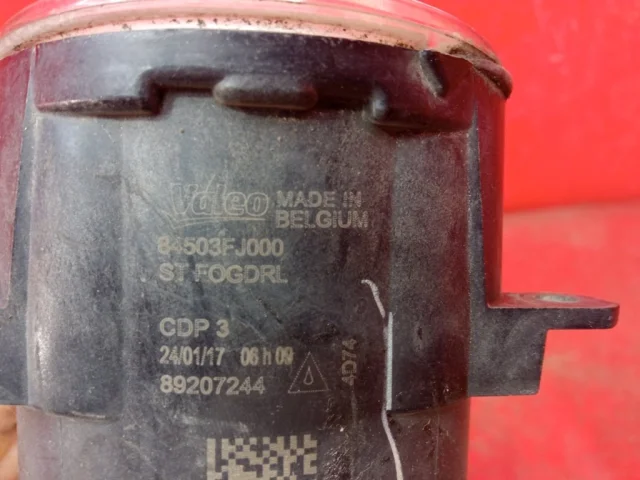 Valeo MADE IN
BELGIUM
84503FJ000
ST FOGDRL
CDP 3
24/01/17 06 h 09
89207244
4D74